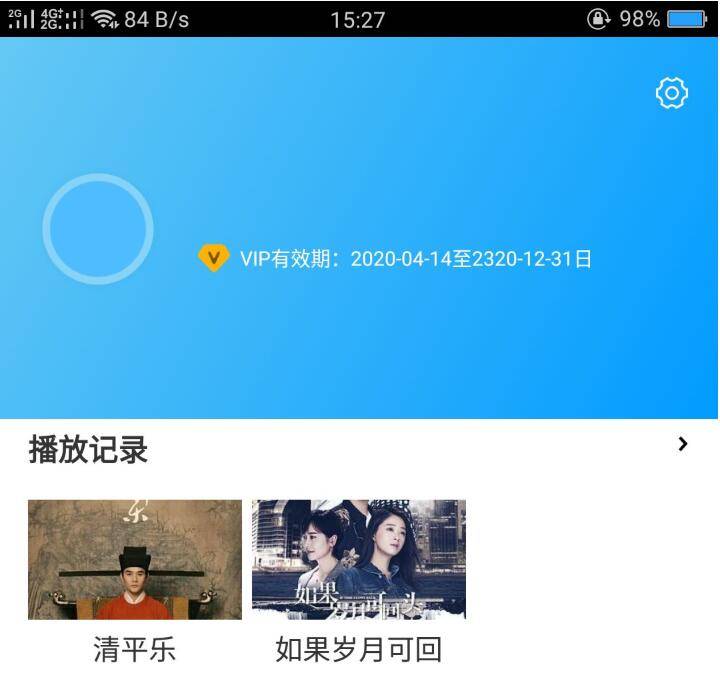 2G 4G+ 2G 84 B/s 15:27 98%
V VIP有效期：2020-04-14至2320-12-31日
播放记录
乐
如果
岁月可回头
清平乐 如果岁月可回